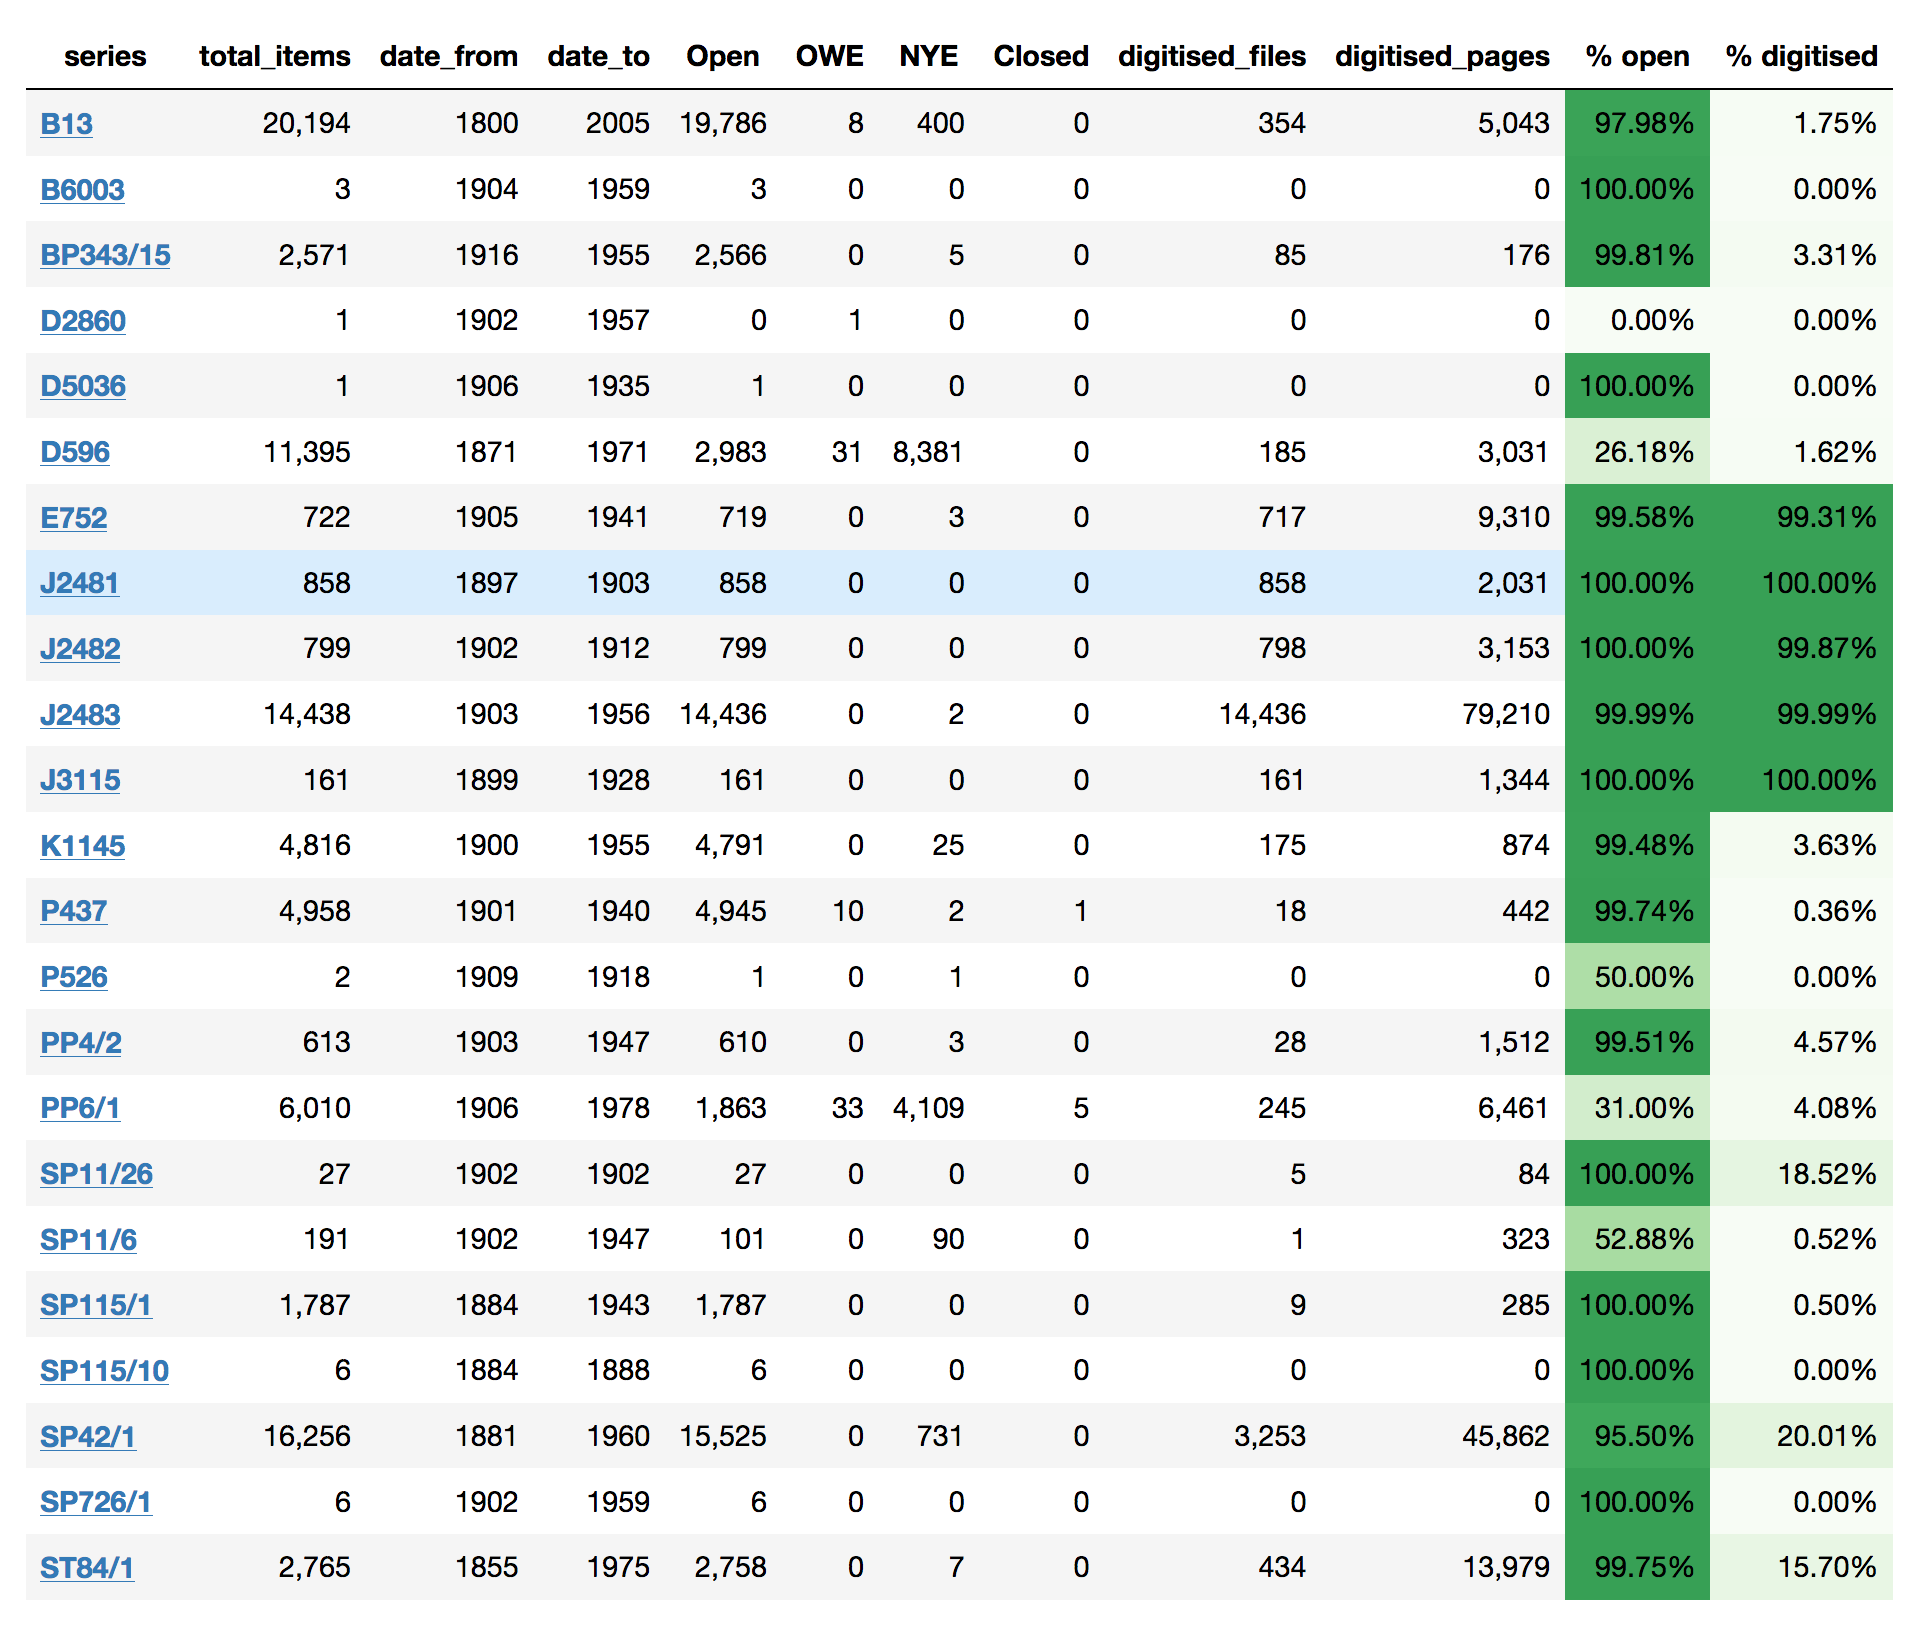 series total_items date_from date_to Open OWE NYE Closed digitised_files digitised_pages % open % digitised
B13 20,194 1800 2005 19,786 8 400 0 354 5,043 97.98% 1.75%
B6003 3 1904 1959 3 0 0 0 0 0 100.00% 0.00%
BP343/15 2,571 1916 1955 2,566 0 5 0 85 176 99.81% 3.31%
D2860 1 1902 1957 0 1 0 0 0 0 0.00% 0.00%
D5036 1 1906 1935 1 0 0 0 0 0 100.00% 0.00%
D596 11,395 1871 1971 2,983 31 8,381 0 185 3,031 26.18% 1.62%
E752 722 1905 1941 719 0 3 0 717 9,310 99.58% 99.31%
J2481 858 1897 1903 858 0 0 0 858 2,031 100.00% 100.00%
J2482 799 1902 1912 799 0 0 0 798 3,153 100.00% 99.87%
J2483 14,438 1903 1956 14,436 0 2 0 14,436 79,210 99.99% 99.99%
J3115 161 1899 1928 161 0 0 0 161 1,344 100.00% 100.00%
K1145 4,816 1900 1955 4,791 0 25 0 175 874 99.48% 3.63%
P437 4,958 1901 1940 4,945 10 2 1 18 442 99.74% 0.36%
P526 2 1909 1918 1 0 1 0 0 0 50.00% 0.00%
PP4/2 613 1903 1947 610 0 3 0 28 1,512 99.51% 4.57%
PP6/1 6,010 1906 1978 1,863 33 4,109 5 245 6,461 31.00% 4.08%
SP11/26 27 1902 1902 27 0 0 0 5 84 100.00% 18.52%
SP11/6 191 1902 1947 101 0 90 0 1 323 52.88% 0.52%
SP115/1 1,787 1884 1943 1,787 0 0 0 9 285 100.00% 0.50%
SP115/10 6 1884 1888 6 0 0 0 0 0 100.00% 0.00%
SP42/1 16,256 1881 1960 15,525 0 731 0 3,253 45,862 95.50% 20.01%
SP726/1 6 1902 1959 6 0 0 0 0 0 100.00% 0.00%
ST84/1 2,765 1855 1975 2,758 0 7 0 434 13,979 99.75% 15.70%